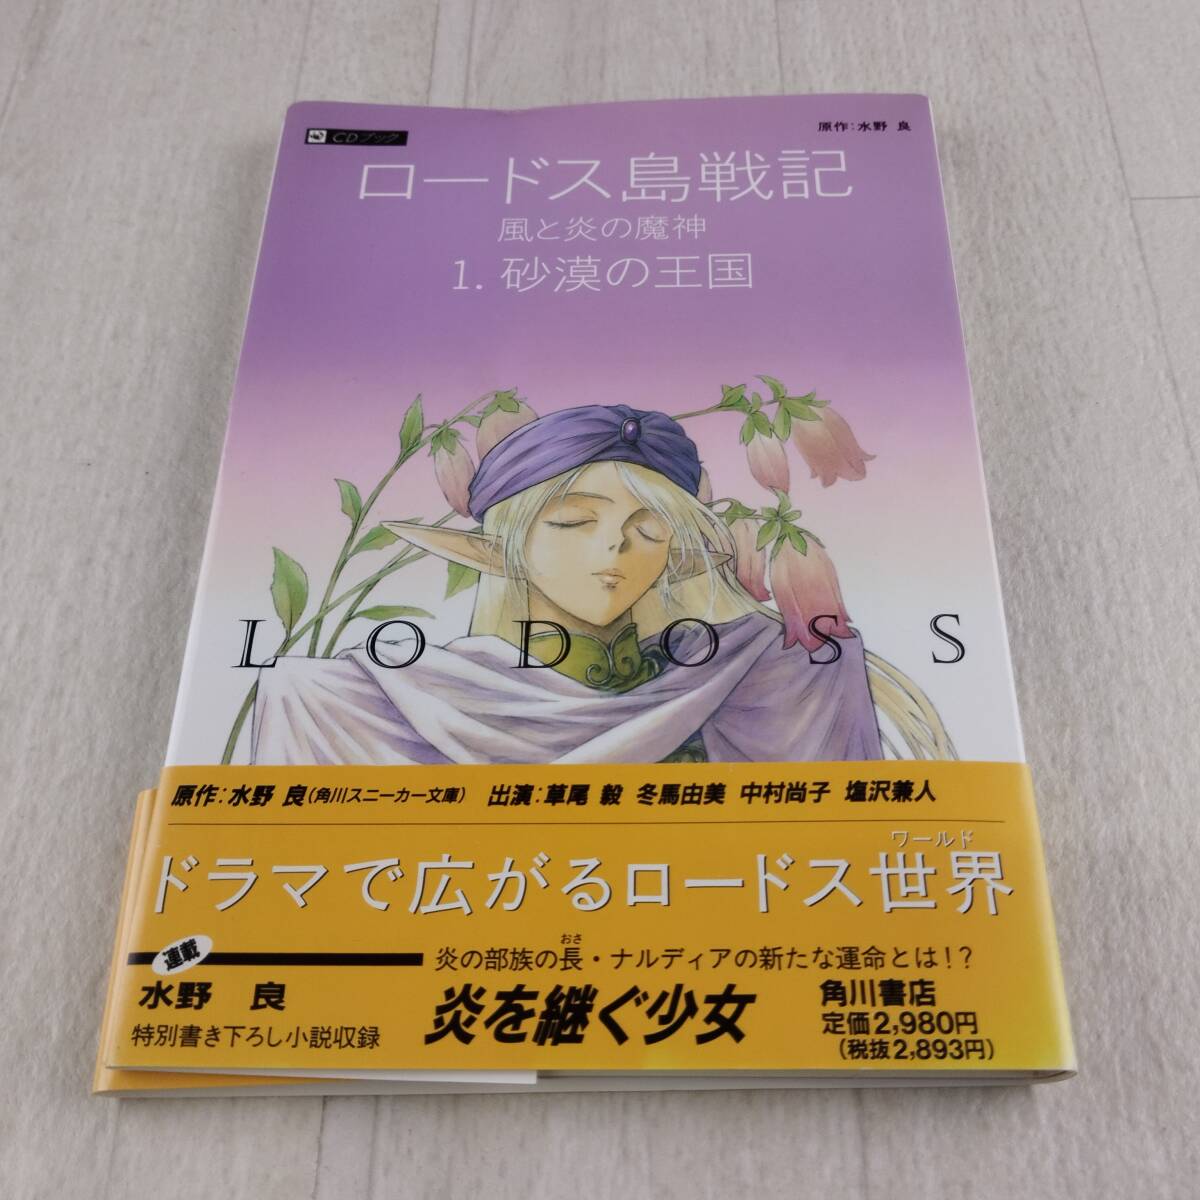 CDブック
原作:水野 良
ロードス島戦記
風と炎の魔神
1. 砂漠の王国
LODOSS
原作:水野 良(角川スニーカー文庫) 出演:草尾 毅 冬馬由美 中村尚子 塩沢兼人
ワールド
ドラマで広がるロードス世界
連載
おさ
炎の部族の長・ナルディアの新たな運命とは!?
水野 良
炎を継ぐ少女
特別書き下ろし小説収録
角川書店
定価2,980円
(税抜2,893円)